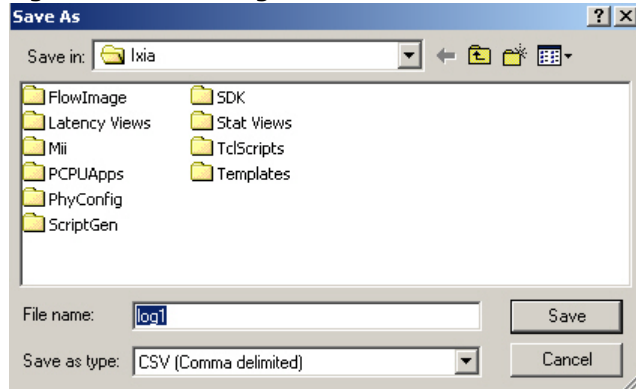 Save As
Save in: Ixia
FlowImage
Latency Views
Mii
PCPUApps
PhyConfig
ScriptGen
SDK
Stat Views
TclScripts
Templates
File name: log1
Save
Save as type: CSV (Comma delimited)
Cancel